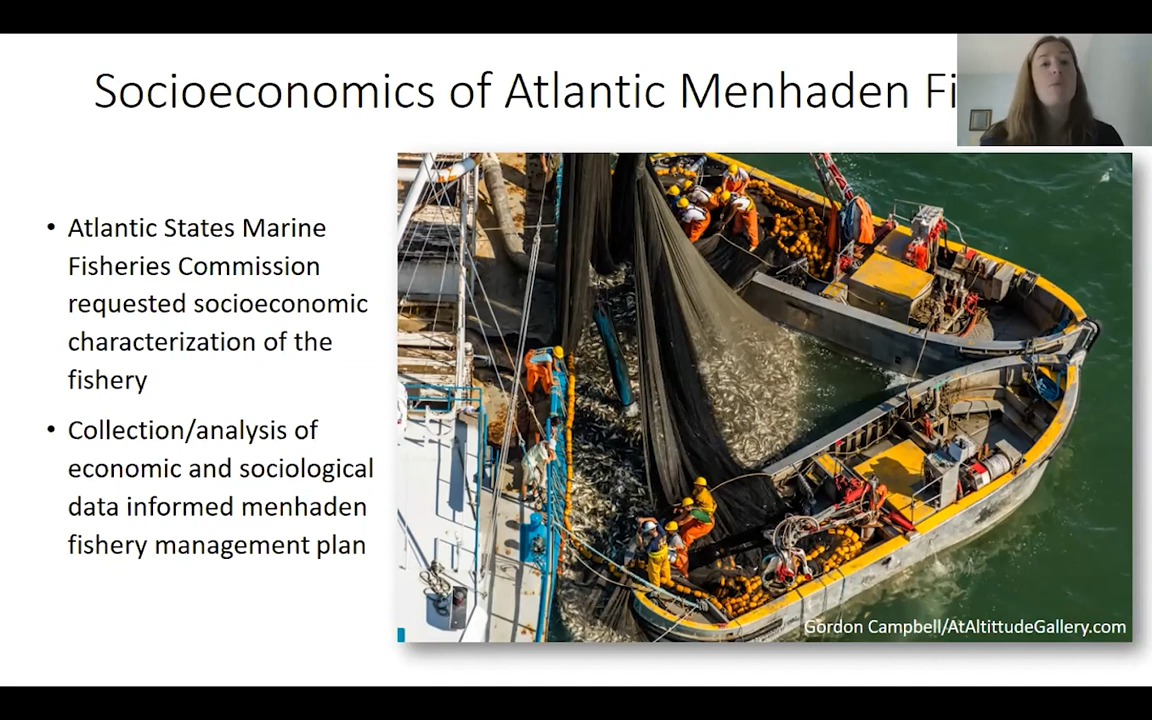 Socioeconomics of Atlantic Menhaden Fi
• Atlantic States Marine
Fisheries Commission
requested socioeconomic
characterization of the
fishery
• Collection/analysis of
economic and sociological
data informed menhaden
fishery management plan
Gordon Campbell/AtAltittudeGallery.com